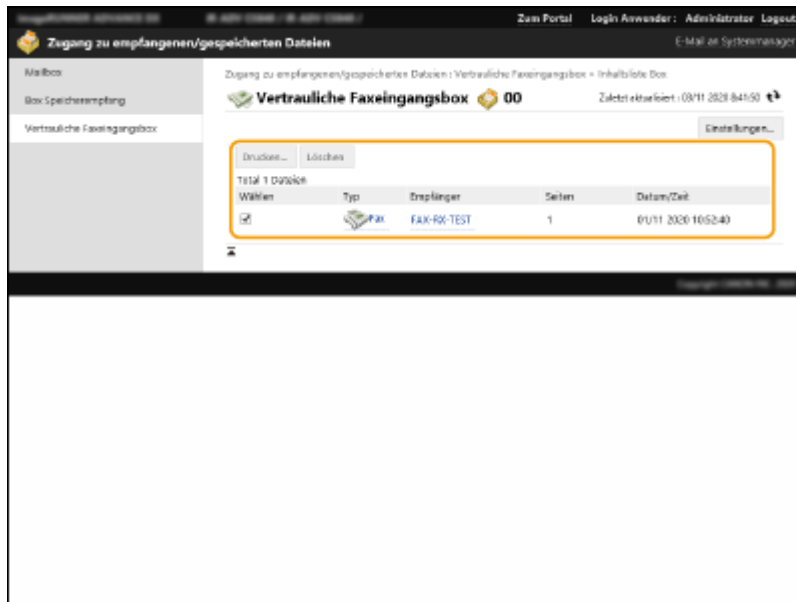 Zum Portal Login Anwender : Administrator Logout
Zugang zu empfangenen/gespeicherten Dateien E-Mail an Systemmanager
Mailbox
Box Speicherempfang
Vertrauliche Faxeingangsbox
Zugang zu empfangenen/gespeicherten Dateien : Vertrauliche Faxeingangsbox > Inhaltsliste Box
Vertrauliche Faxeingangsbox 00 Zuletzt aktualisiert : 03/11 2020 8:41:50
Einstellungen...
Drucken... Löschen
Total 1 Dateien
Wählen Typ Empfänger Seiten Datum/Zeit
Fax FAX-RX-TEST 1 01/11 2020 10:52:40